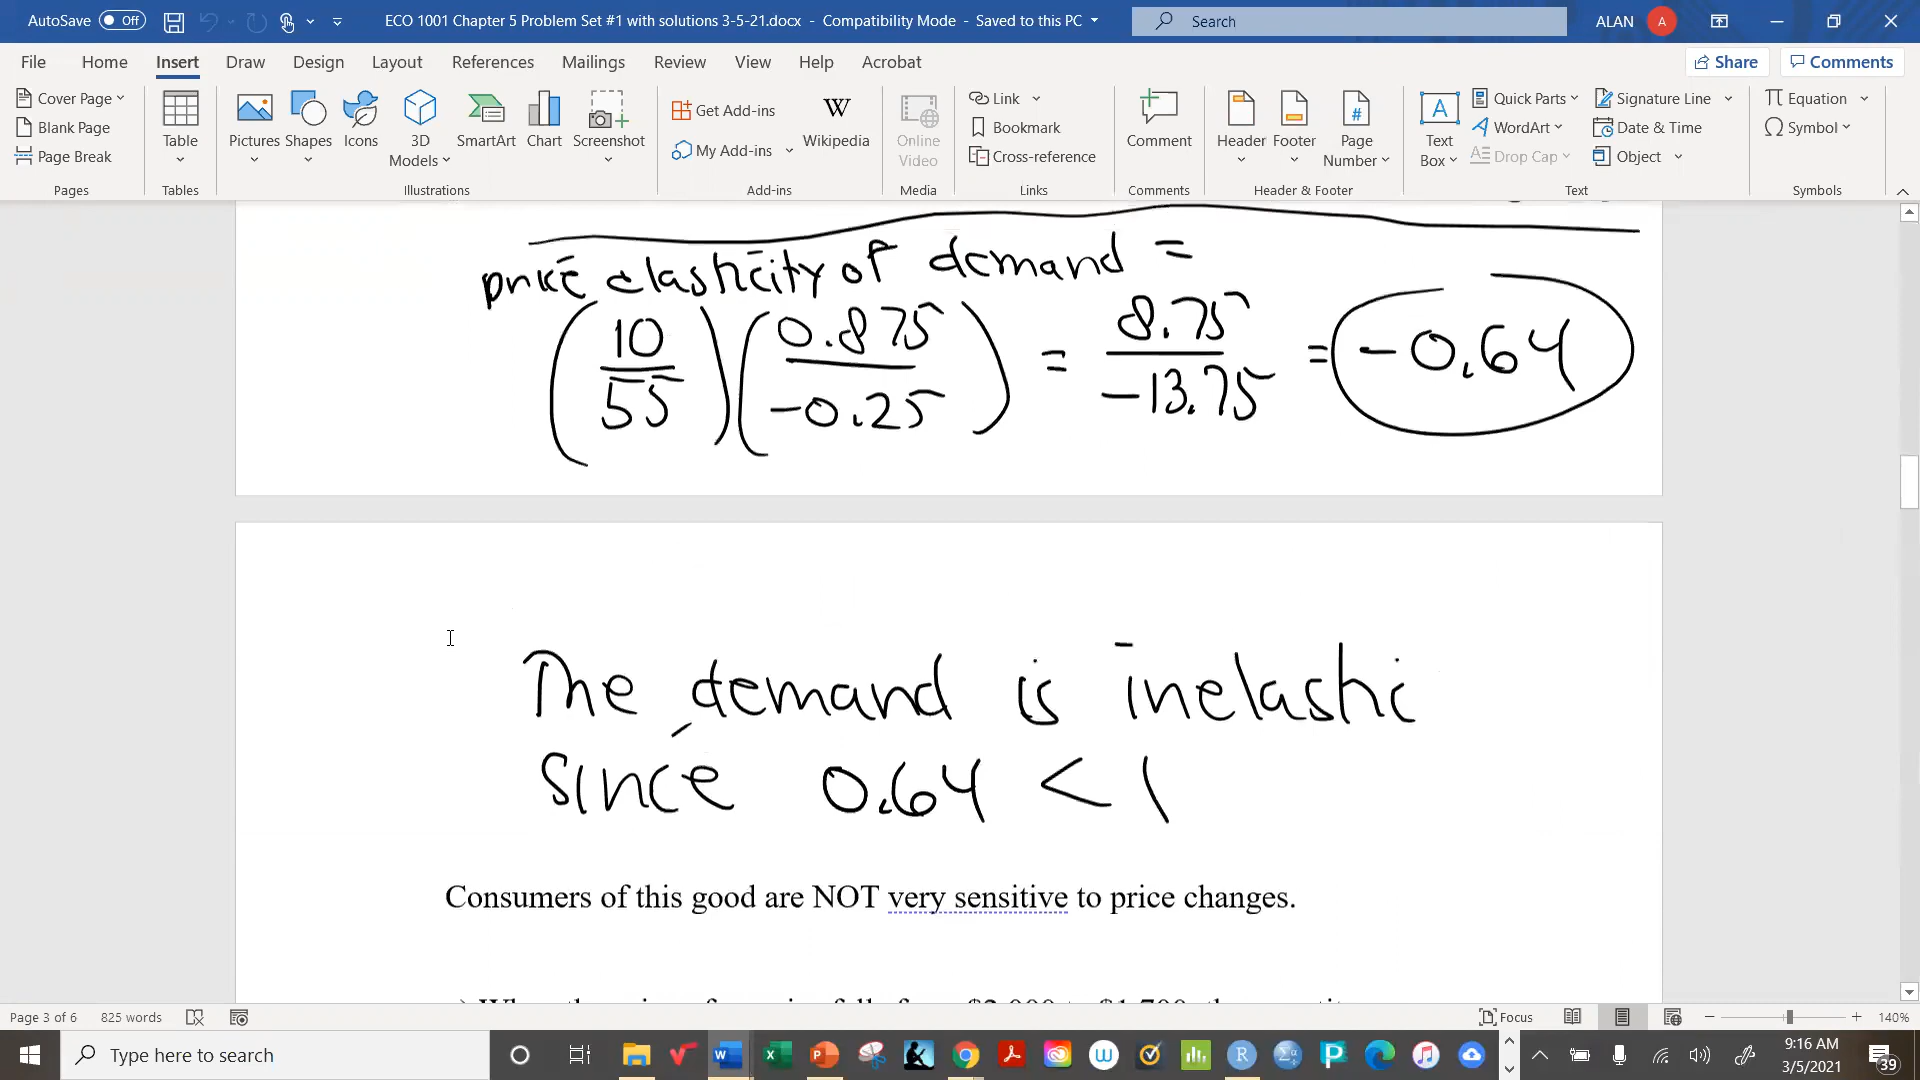 AutoSave Off ECO 1001 Chapter 5 Problem Set #1 with solutions 3-5-21.docx - Compatibility Mode - Saved to this PC Search ALAN A
File Home Insert Draw Design Layout References Mailings Review View Help Acrobat Share Comments
Cover Page
Blank Page
Page Break
Pages
Table
Tables
Pictures Shapes Icons 3D Models SmartArt Chart Screenshot
Illustrations
Get Add-ins
My Add-ins
Wikipedia
Add-ins
Online Video
Media
Link
Bookmark
Cross-reference
Links
Comment
Comments
Header Footer Page Number
Header & Footer
A
Text Box
Quick Parts
WordArt
Drop Cap
Signature Line
Date & Time
Object
Text
Equation
Symbol
Symbols
price elasticity of demand =
(10/55)(0.875/-0.25) = 8.75/-13.75 = -0.64
The demand is inelastic
since 0.64 < 1
Consumers of this good are NOT very sensitive to price changes.
Page 3 of 6 825 words Focus 140%
Type here to search 9:16 AM
3/5/2021
39